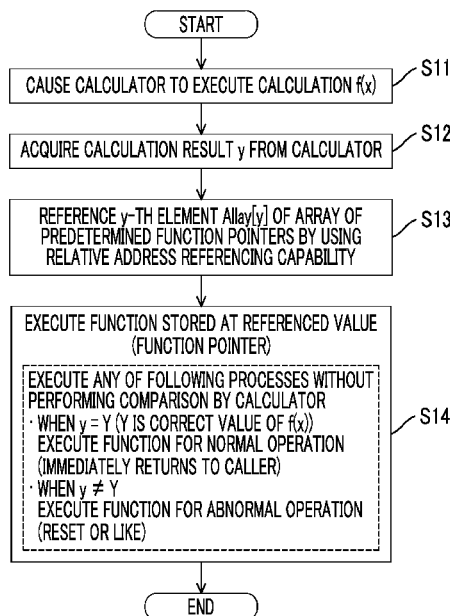 START
CAUSE CALCULATOR TO EXECUTE CALCULATION f(x)
S11
ACQUIRE CALCULATION RESULT y FROM CALCULATOR
S12
REFERENCE y-TH ELEMENT Allay[y] OF ARRAY OF
PREDETERMINED FUNCTION POINTERS BY USING
RELATIVE ADDRESS REFERENCING CAPABILITY
S13
EXECUTE FUNCTION STORED AT REFERENCED VALUE
(FUNCTION POINTER)
EXECUTE ANY OF FOLLOWING PROCESSES WITHOUT
PERFORMING COMPARISON BY CALCULATOR
· WHEN y = Y (Y IS CORRECT VALUE OF f(x))
EXECUTE FUNCTION FOR NORMAL OPERATION
(IMMEDIATELY RETURNS TO CALLER)
· WHEN y ≠ Y
EXECUTE FUNCTION FOR ABNORMAL OPERATION
(RESET OR LIKE)
S14
END